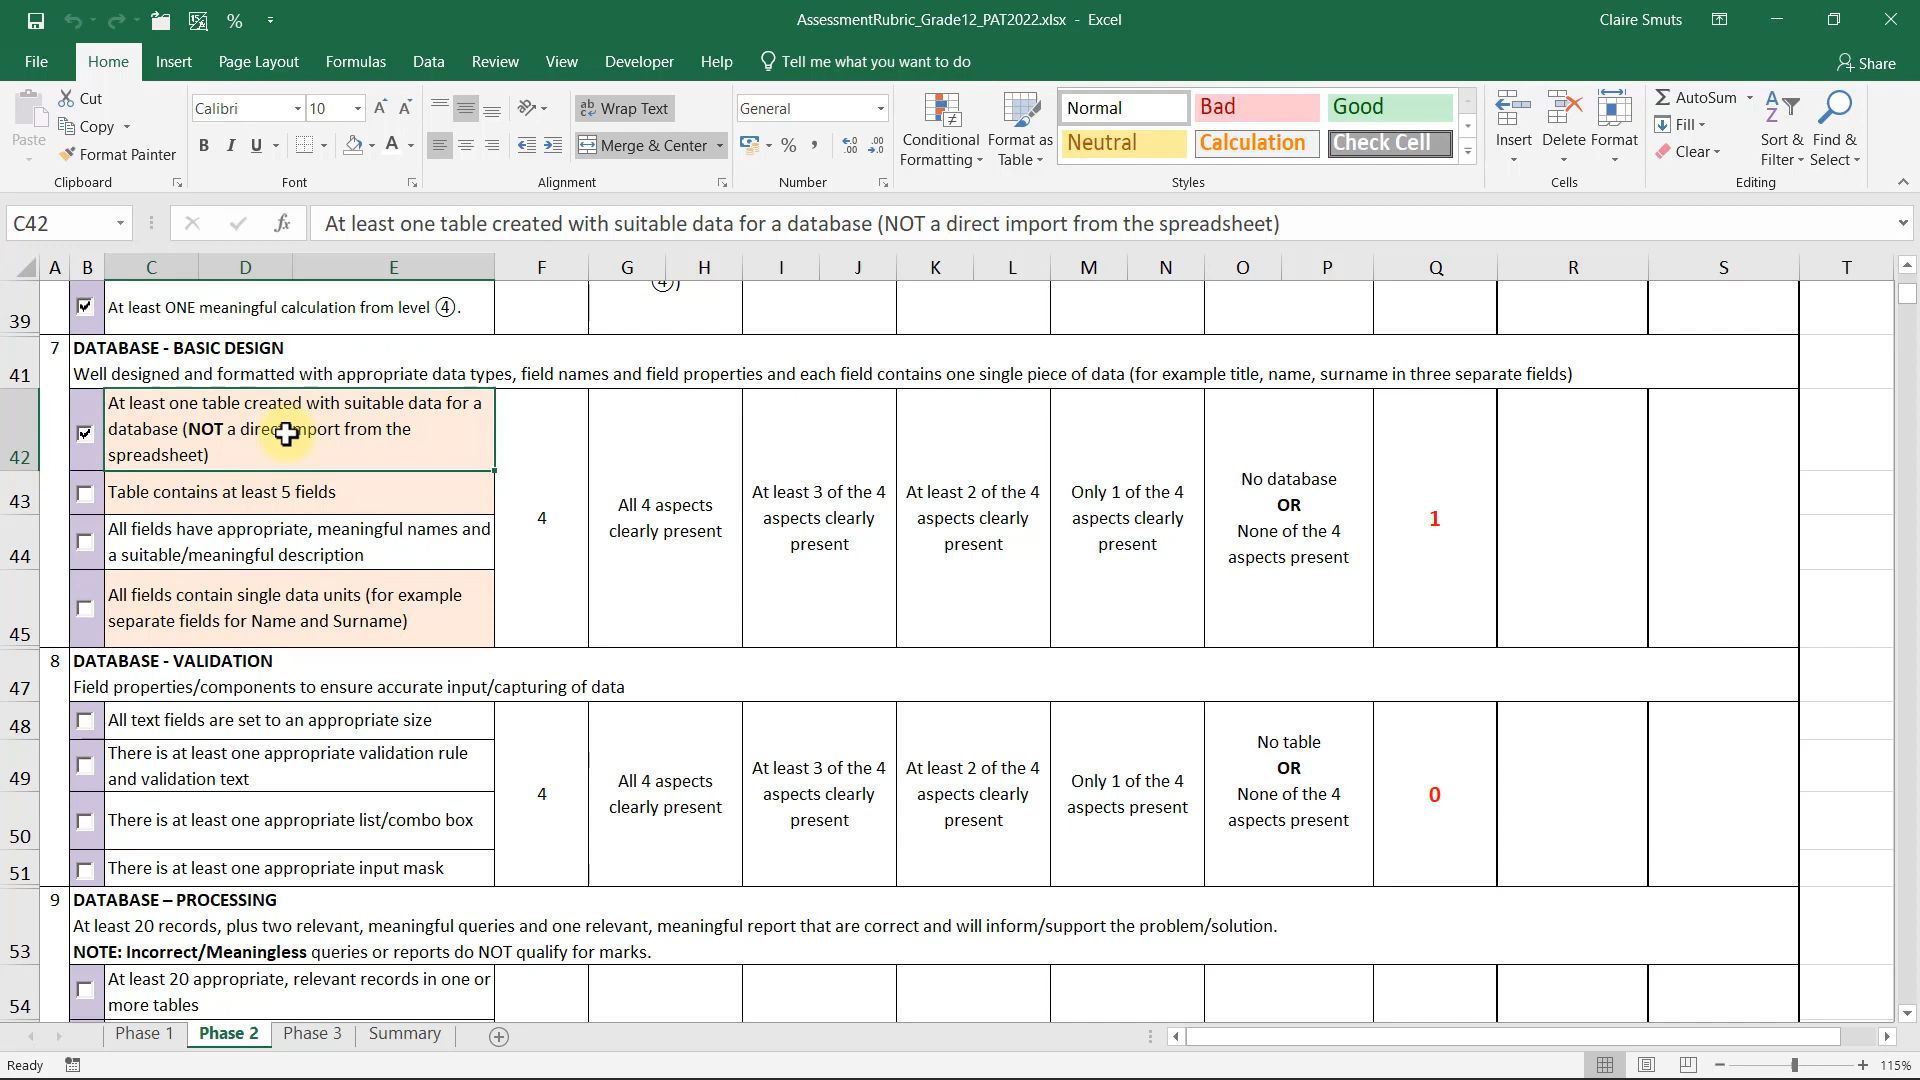 AssessmentRubric_Grade12_PAT2022.xlsx - Excel
Claire Smuts
File Home Insert Page Layout Formulas Data Review View Developer Help Tell me what you want to do Share
Paste
Cut
Copy
Format Painter
Clipboard
Calibri 10
B I U
Font
Wrap Text
Merge & Center
Alignment
General
%
Number
Conditional Formatting
Format as Table
Normal Bad Good
Neutral Calculation Check Cell
Styles
Insert Delete Format
Cells
AutoSum
Fill
Clear
Sort & Filter
Find & Select
Editing
C42
fx
At least one table created with suitable data for a database (NOT a direct import from the spreadsheet)
A B C D E F G H I J K L M N O P Q R S T
39
At least ONE meaningful calculation from level ④.
④)
41
7 DATABASE - BASIC DESIGN
Well designed and formatted with appropriate data types, field names and field properties and each field contains one single piece of data (for example title, name, surname in three separate fields)
42
At least one table created with suitable data for a
database (NOT a direct import from the
spreadsheet)
43
Table contains at least 5 fields
44
All fields have appropriate, meaningful names and
a suitable/meaningful description
45
All fields contain single data units (for example
separate fields for Name and Surname)
4
All 4 aspects
clearly present
At least 3 of the 4
aspects clearly
present
At least 2 of the 4
aspects clearly
present
Only 1 of the 4
aspects clearly
present
No database
OR
None of the 4
aspects present
1
47
8 DATABASE - VALIDATION
Field properties/components to ensure accurate input/capturing of data
48
All text fields are set to an appropriate size
49
There is at least one appropriate validation rule
and validation text
50
There is at least one appropriate list/combo box
51
There is at least one appropriate input mask
4
All 4 aspects
clearly present
At least 3 of the 4
aspects clearly
present
At least 2 of the 4
aspects clearly
present
Only 1 of the 4
aspects present
No table
OR
None of the 4
aspects present
0
53
9 DATABASE – PROCESSING
At least 20 records, plus two relevant, meaningful queries and one relevant, meaningful report that are correct and will inform/support the problem/solution.
NOTE: Incorrect/Meaningless queries or reports do NOT qualify for marks.
54
At least 20 appropriate, relevant records in one or
more tables
Phase 1 Phase 2 Phase 3 Summary
Ready
115%